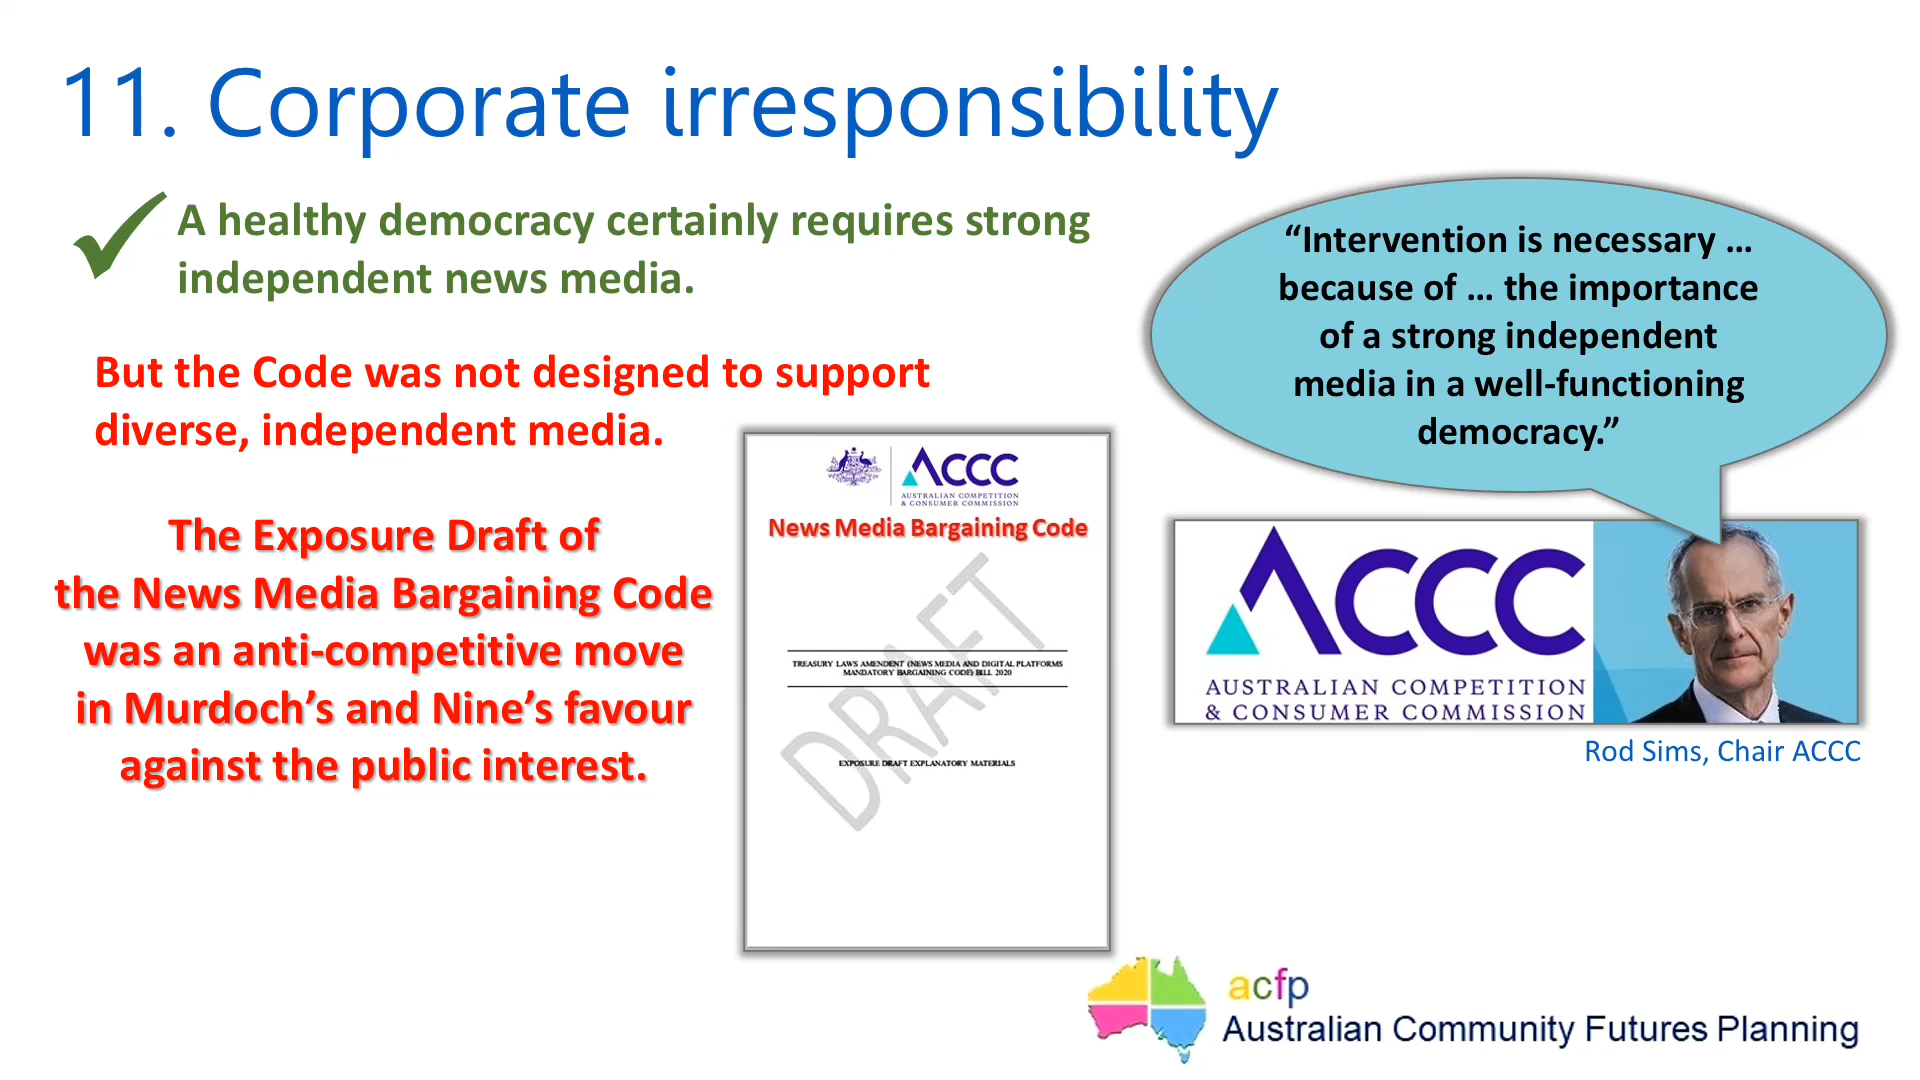 11. Corporate irresponsibility
A healthy democracy certainly requires strong
independent news media.
But the Code was not designed to support
diverse, independent media.
The Exposure Draft of
the News Media Bargaining Code
was an anti-competitive move
in Murdoch’s and Nine’s favour
against the public interest.
ACCC
AUSTRALIAN COMPETITION
& CONSUMER COMMISSION
News Media Bargaining Code
DRAFT
TREASURY LAWS AMENDENT (NEWS MEDIA AND DIGITAL PLATFORMS
MANDATORY BARGAINING CODE) BILL 2020
EXPOSURE DRAFT EXPLANATORY MATERIALS
“Intervention is necessary ...
because of ... the importance
of a strong independent
media in a well-functioning
democracy.”
ACCC
AUSTRALIAN COMPETITION
& CONSUMER COMMISSION
Rod Sims, Chair ACCC
acfp
Australian Community Futures Planning